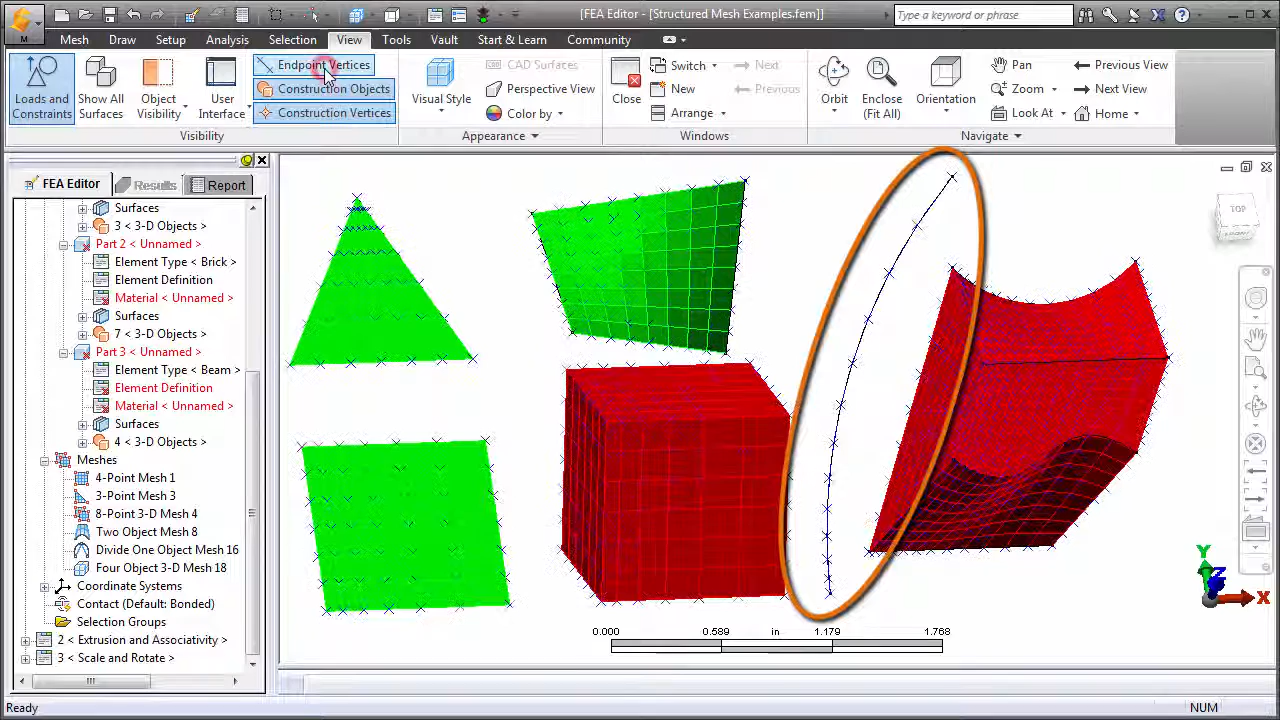 [FEA Editor - [Structured Mesh Examples.fem]]
Type a keyword or phrase
M
Mesh Draw Setup Analysis Selection View Tools Vault Start & Learn Community
Loads and Constraints
Show All Surfaces
Object Visibility
User Interface
Endpoint Vertices
Construction Objects
Construction Vertices
Visibility
Visual Style
CAD Surfaces
Perspective View
Color by
Appearance
Close
Switch
New
Arrange
Next
Previous
Windows
Orbit
Enclose (Fit All)
Orientation
Pan
Zoom
Look At
Previous View
Next View
Home
Navigate
FEA Editor Results Report
Surfaces
3 < 3-D Objects >
Part 2 < Unnamed >
Element Type < Brick >
Element Definition
Material < Unnamed >
Surfaces
7 < 3-D Objects >
Part 3 < Unnamed >
Element Type < Beam >
Element Definition
Material < Unnamed >
Surfaces
4 < 3-D Objects >
Meshes
4-Point Mesh 1
3-Point Mesh 3
8-Point 3-D Mesh 4
Two Object Mesh 8
Divide One Object Mesh 16
Four Object 3-D Mesh 18
Coordinate Systems
Contact (Default: Bonded)
Selection Groups
2 < Extrusion and Associativity >
3 < Scale and Rotate >
TOP
FRONT
Y
Z
X
0.000 0.589 in 1.179 1.768
Ready
NUM